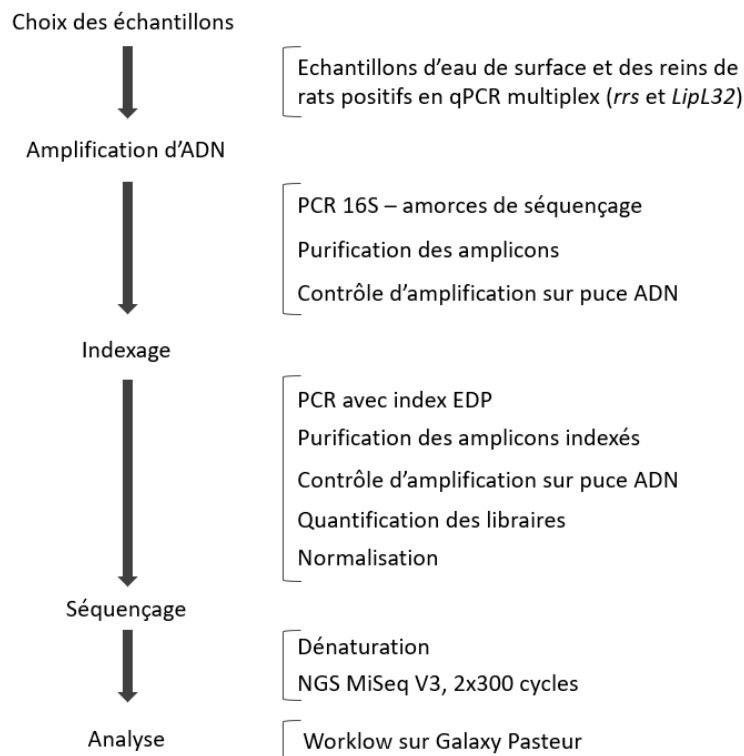 Choix des échantillons
Echantillons d’eau de surface et des reins de
rats positifs en qPCR multiplex (rrs et LipL32)
Amplification d’ADN
PCR 16S – amorces de séquençage
Purification des amplicons
Contrôle d’amplification sur puce ADN
Indexage
PCR avec index EDP
Purification des amplicons indexés
Contrôle d’amplification sur puce ADN
Quantification des libraires
Normalisation
Séquençage
Dénaturation
NGS MiSeq V3, 2x300 cycles
Analyse
Worklow sur Galaxy Pasteur